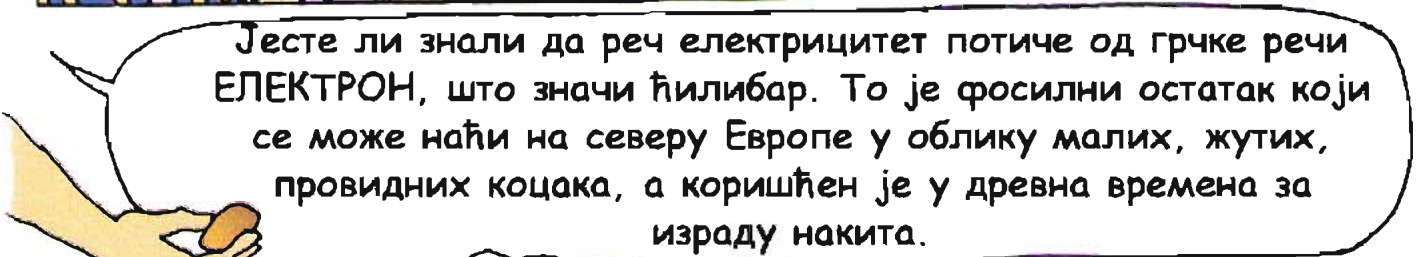 Јесте ли знали да реч електрицитет потиче од грчке речи
ЕЛЕКТРОН, што значи ћилибар. То је фосилни остатак који
се може наћи на северу Европе у облику малих, жутих,
провидних коцака, а коришћен је у древна времена за
израду накита.